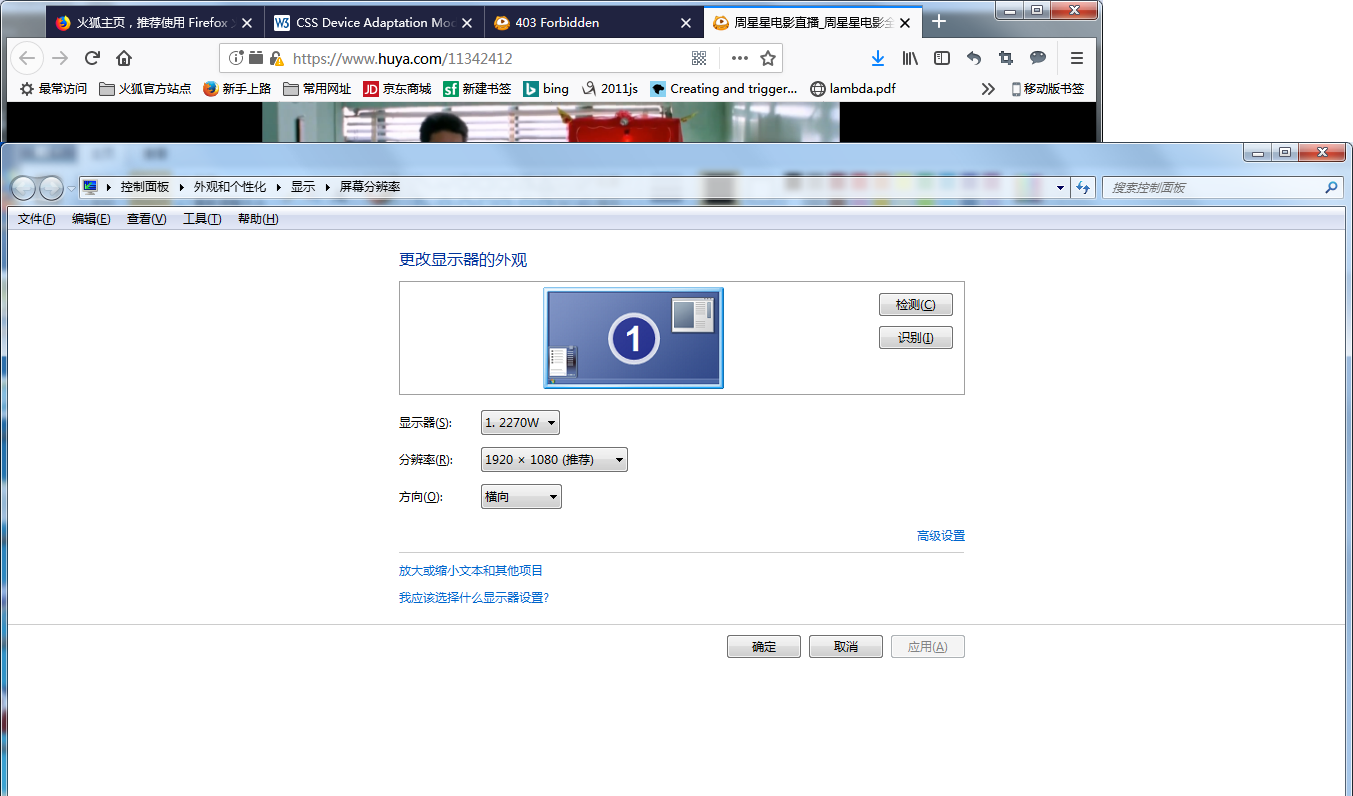 火狐主页，推荐使用 Firefox
CSS Device Adaptation Mod
403 Forbidden
周星星电影直播_周星星电影全
https://www.huya.com/11342412
最常访问
火狐官方站点
新手上路
常用网址
JD 京东商城
sf 新建书签
bing
2011js
Creating and trigger...
lambda.pdf
移动版书签
控制面板
外观和个性化
显示
屏幕分辨率
搜索控制面板
文件(F)
编辑(E)
查看(V)
工具(T)
帮助(H)
更改显示器的外观
1
检测(C)
识别(I)
显示器(S):
1. 2270W
分辨率(R):
1920 × 1080 (推荐)
方向(O):
横向
高级设置
放大或缩小文本和其他项目
我应该选择什么显示器设置?
确定
取消
应用(A)